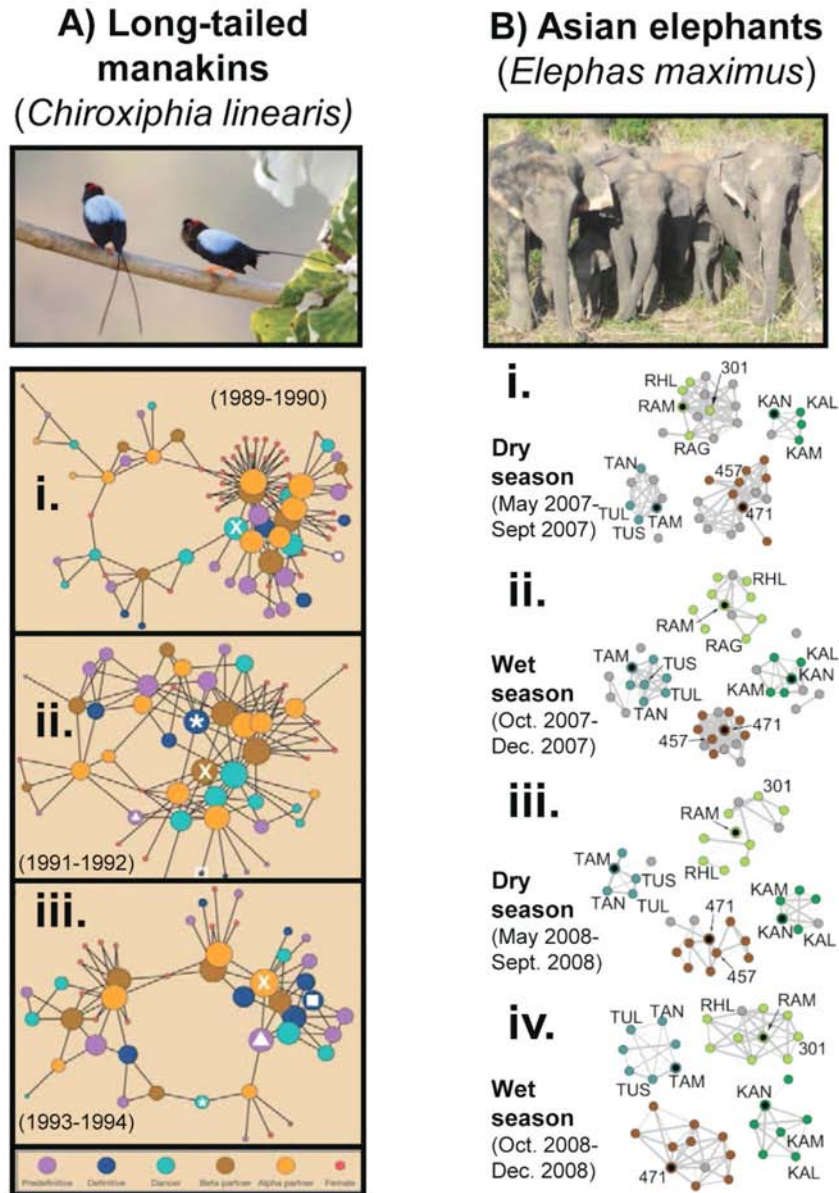 A) Long-tailed
manakins
(Chiroxiphia linearis)
i.
(1989-1990)
X
ii.
*
X
(1991-1992)
iii.
X
*
(1993-1994)
Predefinitive Definitive Dancer Beta partner Alpha partner Female
B) Asian elephants
(Elephas maximus)
i.
Dry
season
(May 2007-
Sept 2007)
301
RHL
RAM
RAG
KAN
KAL
KAM
TAN
TUL
TUS
TAM
457
471
ii.
Wet
season
(Oct. 2007-
Dec. 2007)
RHL
RAM
RAG
TAM
TUS
TUL
TAN
KAL
KAN
KAM
471
457
iii.
Dry
season
(May 2008-
Sept. 2008)
301
RAM
RHL
TAM
TUS
TAN
TUL
KAM
KAN
KAL
471
457
iv.
Wet
season
(Oct. 2008-
Dec. 2008)
TUL
TAN
TUS
TAM
RHL
RAM
301
KAN
KAM
KAL
471